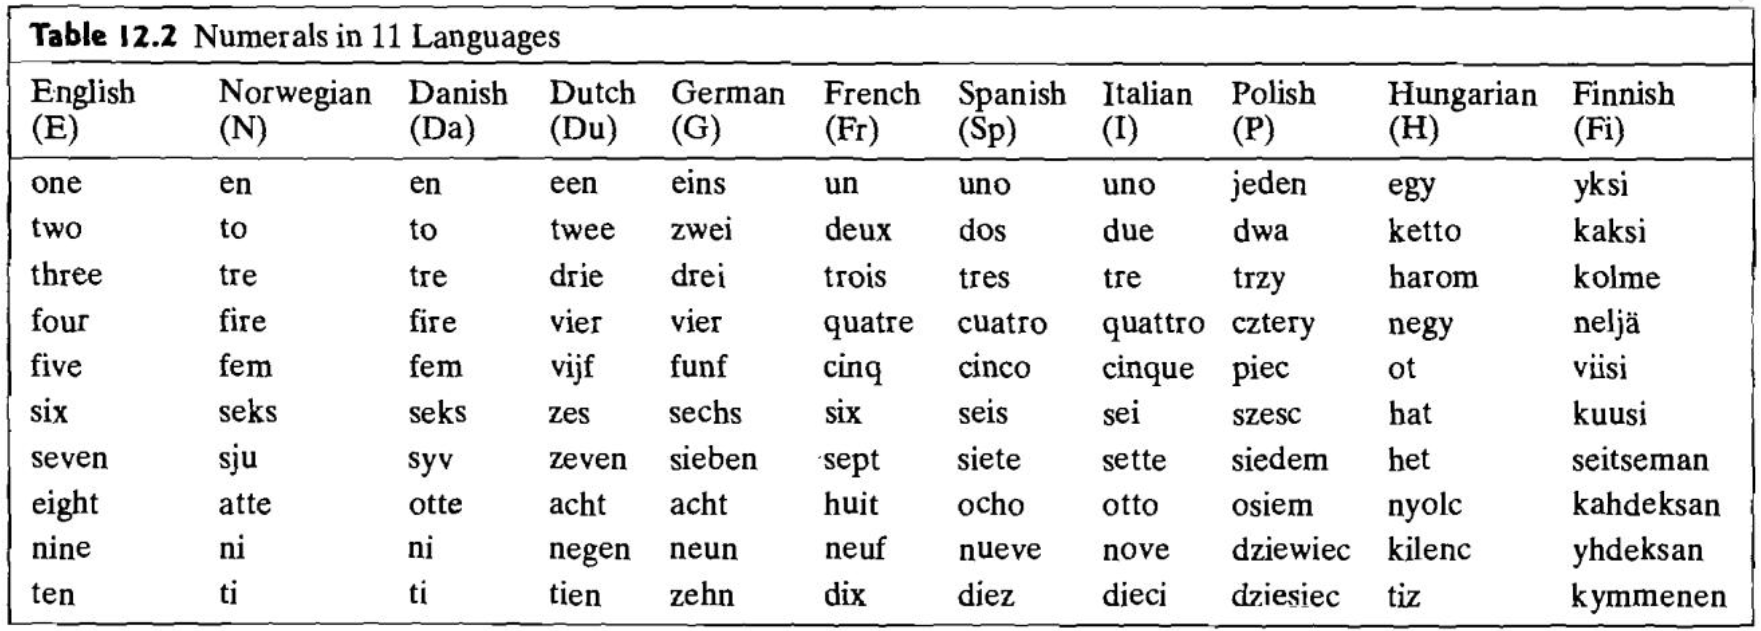 Table 12.2 Numerals in 11 Languages
English Norwegian Danish Dutch German French Spanish Italian Polish Hungarian Finnish
(E) (N) (Da) (Du) (G) (Fr) (Sp) (I) (P) (H) (Fi)
one en en een eins un uno uno jeden egy yksi
two to to twee zwei deux dos due dwa ketto kaksi
three tre tre drie drei trois tres tre trzy harom kolme
four fire fire vier vier quatre cuatro quattro cztery negy neljä
five fem fem vijf funf cinq cinco cinque piec ot viisi
six seks seks zes sechs six seis sei szesc hat kuusi
seven sju syv zeven sieben sept siete sette siedem het seitseman
eight atte otte acht acht huit ocho otto osiem nyolc kahdeksan
nine ni ni negen neun neuf nueve nove dziewiec kilenc yhdeksan
ten ti ti tien zehn dix diez dieci dziesiec tiz kymmenen